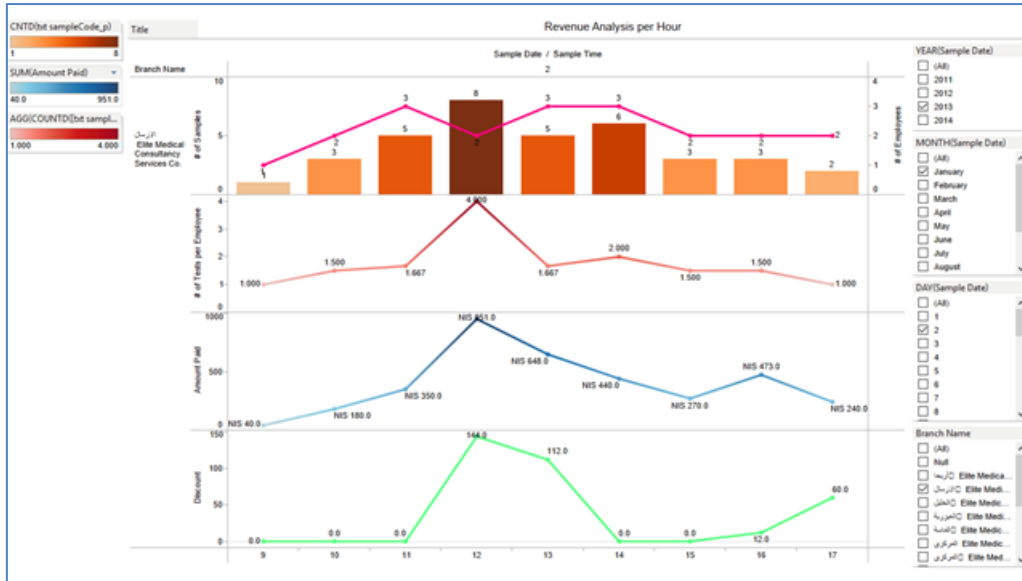 CNTD(txt sampleCode_p)
1 8
SUM(Amount Paid)
40.0 951.0
AGG(COUNTD([txt sampl...
1.000 4.000
Title
Revenue Analysis per Hour
Sample Date / Sample Time
Branch Name
2
الارسال
Elite Medical
Consultancy
Services Co.
# of Samples
10
5
0
1 3 5 8 5 6 3 3 2
1 2 3 2 3 3 2 2 2
# of Employees
4
3
2
1
0
# of Tests per Employee
4
3
2
1
0
1.000 1.500 1.667 4.000 1.667 2.000 1.500 1.500 1.000
Amount Paid
1000
500
0
NIS 40.0 NIS 180.0 NIS 350.0 NIS 951.0 NIS 648.0 NIS 440.0 NIS 270.0 NIS 473.0 NIS 240.0
Discount
150
100
50
0
0.0 0.0 0.0 144.0 112.0 0.0 0.0 12.0 60.0
9 10 11 12 13 14 15 16 17
YEAR(Sample Date)
(All)
2011
2012
2013
2014
MONTH(Sample Date)
(All)
January
February
March
April
May
June
July
August
DAY(Sample Date)
(All)
1
2
3
4
5
6
7
8
Branch Name
(All)
Null
أريحا Elite Medica...
الارسال Elite Medi...
الخليل Elite Medic...
العيزرية Elite Medi...
الماسة Elite Medic...
المركزي Elite Medic...
المركزي Elite Med...